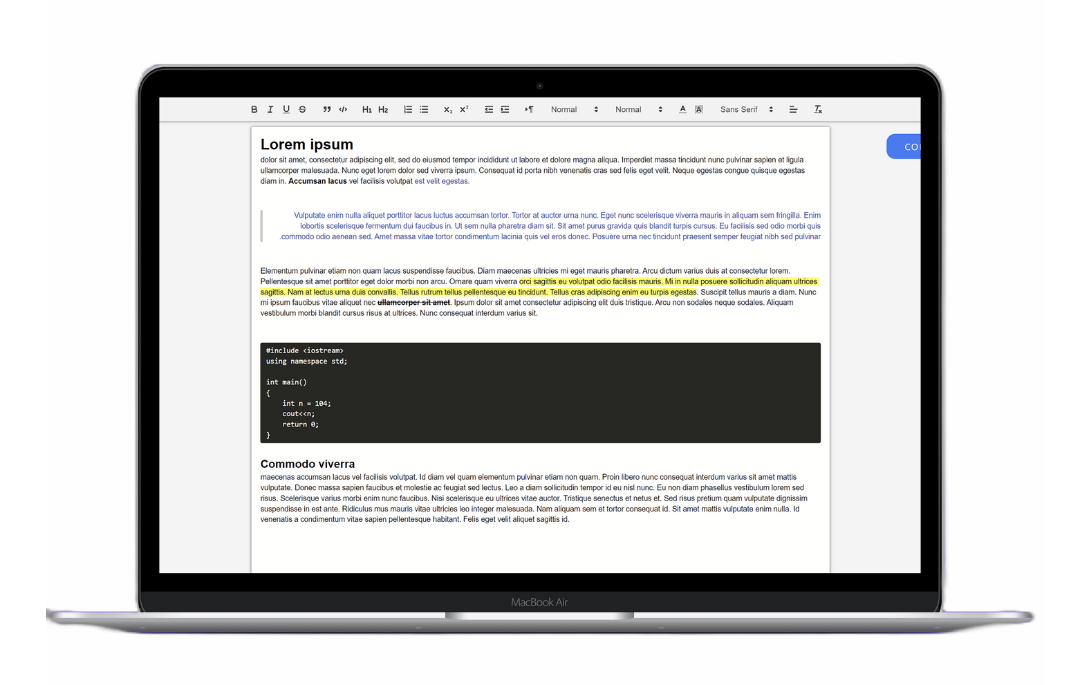 B I U S ” </> H1 H2 X₂ X² ¶ Normal Normal A A Sans Serif Tx
CO
Lorem ipsum
dolor sit amet, consectetur adipiscing elit, sed do eiusmod tempor incididunt ut labore et dolore magna aliqua. Imperdiet massa tincidunt nunc pulvinar sapien et ligula
ullamcorper malesuada. Nunc eget lorem dolor sed viverra ipsum. Consequat id porta nibh venenatis cras sed felis eget velit. Neque egestas congue quisque egestas
diam in. Accumsan lacus vel facilisis volutpat est velit egestas.
Vulputate enim nulla aliquet porttitor lacus luctus accumsan tortor. Tortor at auctor urna nunc. Eget nunc scelerisque viverra mauris in aliquam sem fringilla. Enim
lobortis scelerisque fermentum dui faucibus in. Ut sem nulla pharetra diam sit. Sit amet purus gravida quis blandit turpis cursus. Eu facilisis sed odio morbi quis
.commodo odio aenean sed. Amet massa vitae tortor condimentum lacinia quis vel eros donec. Posuere urna nec tincidunt praesent semper feugiat nibh sed pulvinar
Elementum pulvinar etiam non quam lacus suspendisse faucibus. Diam maecenas ultricies mi eget mauris pharetra. Arcu dictum varius duis at consectetur lorem.
Pellentesque sit amet porttitor eget dolor morbi non arcu. Ornare quam viverra orci sagittis eu volutpat odio facilisis mauris. Mi in nulla posuere sollicitudin aliquam ultrices
sagittis. Nam at lectus urna duis convallis. Tellus rutrum tellus pellentesque eu tincidunt. Tellus cras adipiscing enim eu turpis egestas. Suscipit tellus mauris a diam. Nunc
mi ipsum faucibus vitae aliquet nec ullamcorper sit amet. Ipsum dolor sit amet consectetur adipiscing elit duis tristique. Arcu non sodales neque sodales. Aliquam
vestibulum morbi blandit cursus risus at ultrices. Nunc consequat interdum varius sit.
#include <iostream>
using namespace std;
int main()
{
int n = 104;
cout<<n;
return 0;
}
Commodo viverra
maecenas accumsan lacus vel facilisis volutpat. Id diam vel quam elementum pulvinar etiam non quam. Proin libero nunc consequat interdum varius sit amet mattis
vulputate. Donec massa sapien faucibus et molestie ac feugiat sed lectus. Leo a diam sollicitudin tempor id eu nisl nunc. Eu non diam phasellus vestibulum lorem sed
risus. Scelerisque varius morbi enim nunc faucibus. Nisi scelerisque eu ultrices vitae auctor. Tristique senectus et netus et. Sed risus pretium quam vulputate dignissim
suspendisse in est ante. Ridiculus mus mauris vitae ultricies leo integer malesuada. Nam aliquam sem et tortor consequat id. Sit amet mattis vulputate enim nulla. Id
venenatis a condimentum vitae sapien pellentesque habitant. Felis eget velit aliquet sagittis id.
MacBook Air